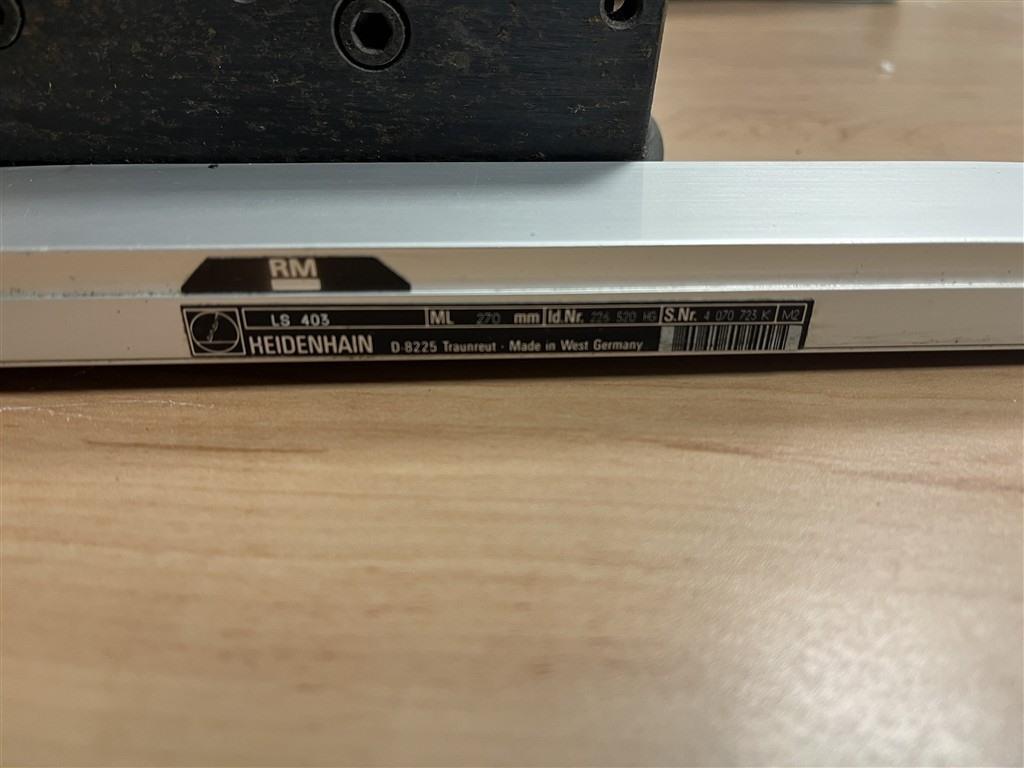 RM
LS 403 ML 270 mm Id.Nr. 226 520 HG S.Nr. 4 070 723 K M2
HEIDENHAIN D-8225 Traunreut · Made in West Germany